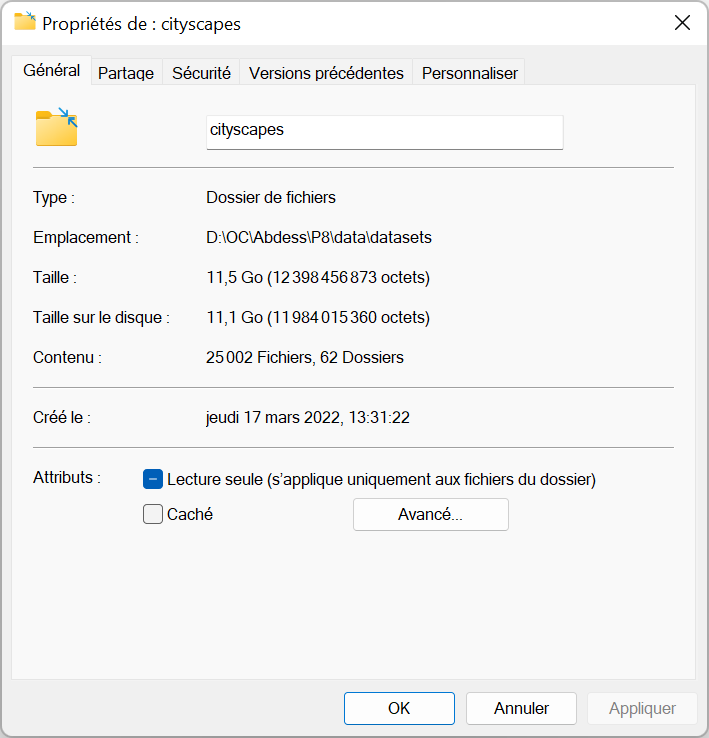 Propriétés de : cityscapes
Général Partage Sécurité Versions précédentes Personnaliser
cityscapes
Type : Dossier de fichiers
Emplacement : D:\OC\Abdess\P8\data\datasets
Taille : 11,5 Go (12 398 456 873 octets)
Taille sur le disque : 11,1 Go (11 984 015 360 octets)
Contenu : 25 002 Fichiers, 62 Dossiers
Créé le : jeudi 17 mars 2022, 13:31:22
Attributs : Lecture seule (s’applique uniquement aux fichiers du dossier)
Caché Avancé...
OK Annuler Appliquer